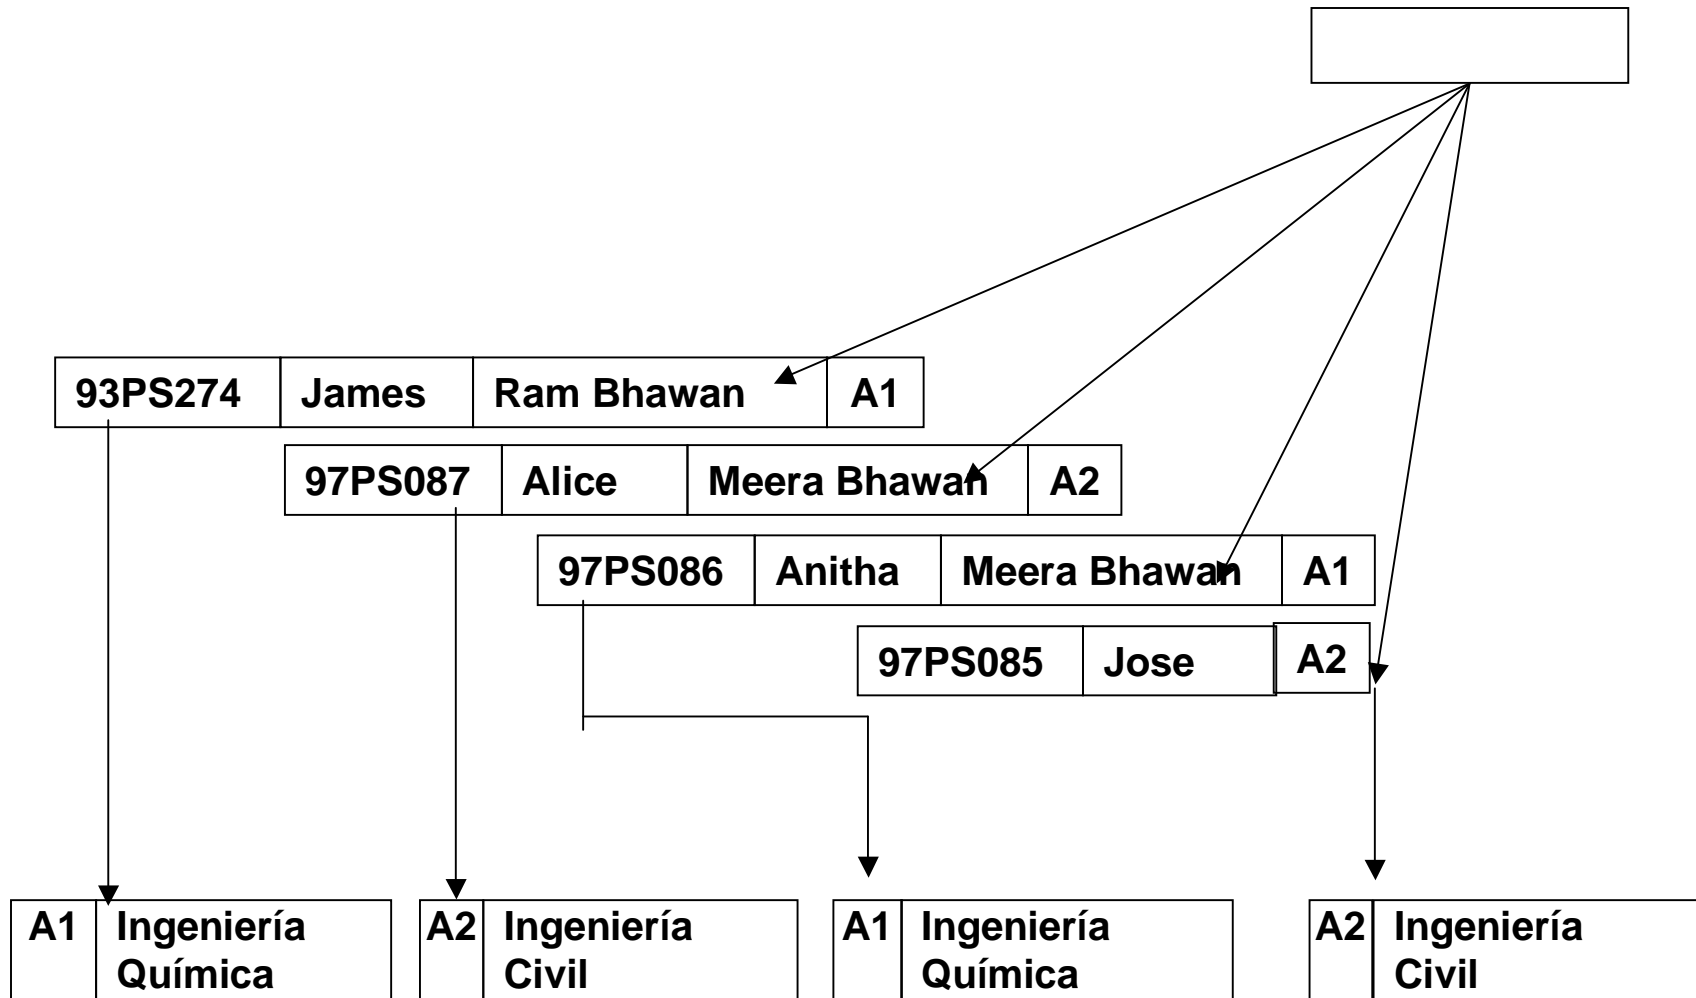 93PS274 James Ram Bhawan A1
97PS087 Alice Meera Bhawan A2
97PS086 Anitha Meera Bhawan A1
97PS085 Jose A2
A1 Ingeniería Química
A2 Ingeniería Civil
A1 Ingeniería Química
A2 Ingeniería Civil